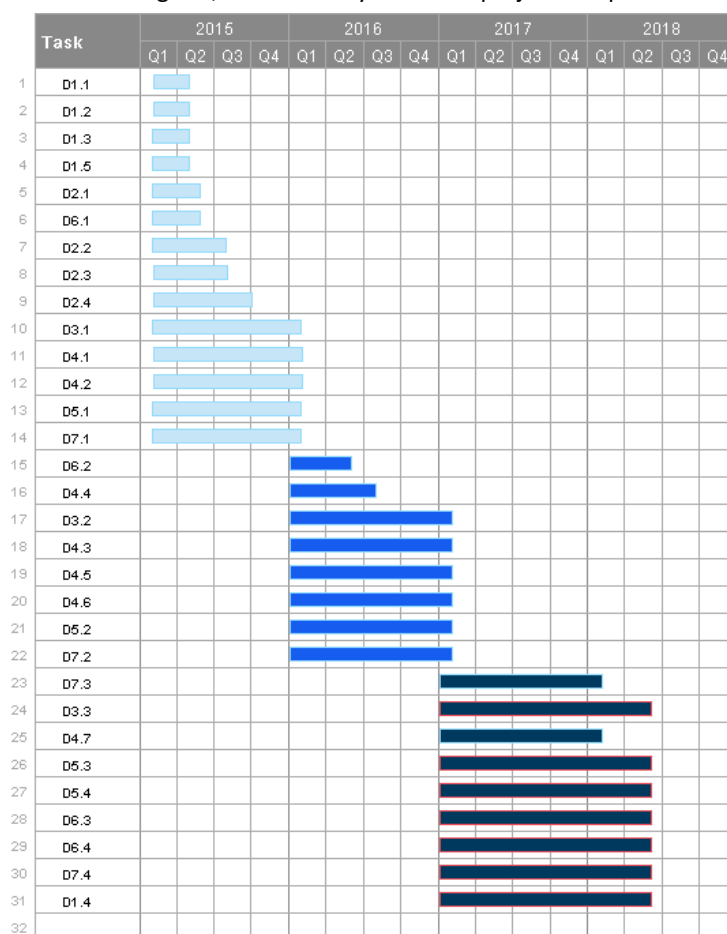 Task 2015 2016 2017 2018
Q1 Q2 Q3 Q4 Q1 Q2 Q3 Q4 Q1 Q2 Q3 Q4 Q1 Q2 Q3 Q4
1 D1.1
2 D1.2
3 D1.3
4 D1.5
5 D2.1
6 D6.1
7 D2.2
8 D2.3
9 D2.4
10 D3.1
11 D4.1
12 D4.2
13 D5.1
14 D7.1
15 D6.2
16 D4.4
17 D3.2
18 D4.3
19 D4.5
20 D4.6
21 D5.2
22 D7.2
23 D7.3
24 D3.3
25 D4.7
26 D5.3
27 D5.4
28 D6.3
29 D6.4
30 D7.4
31 D1.4
32